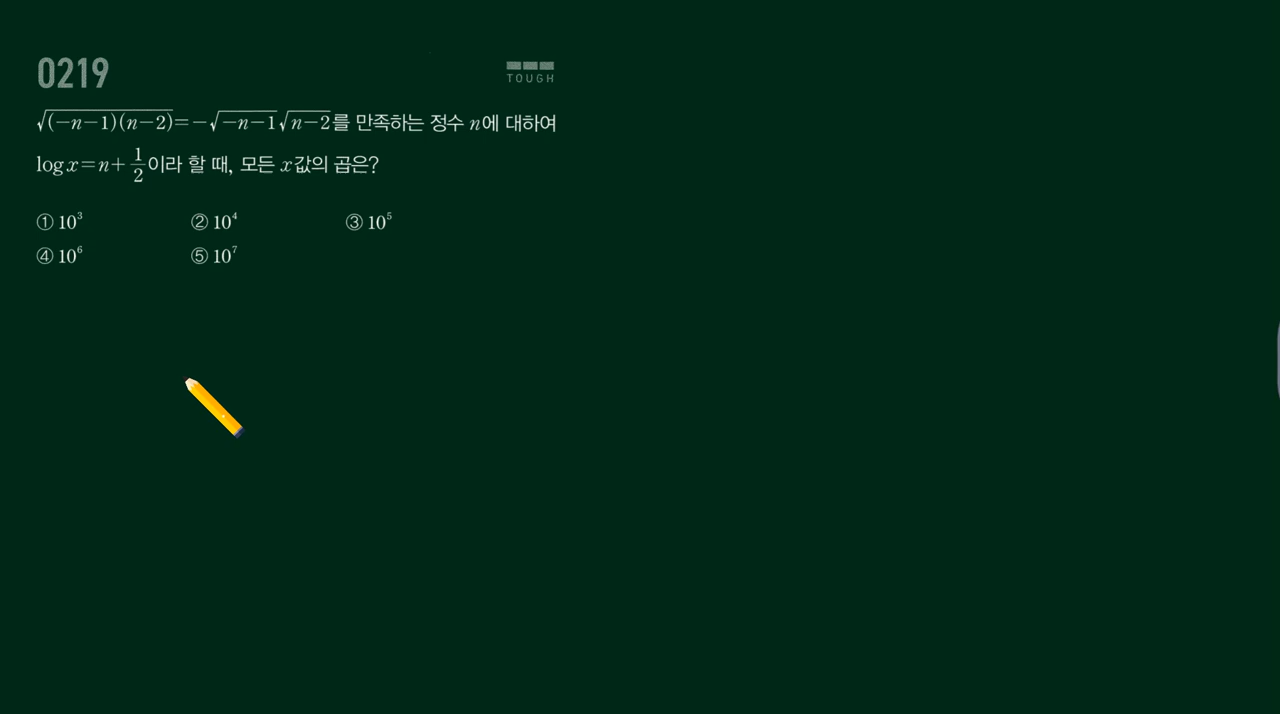 0219
TOUGH
√(−n−1)(n−2)=−√−n−1√n−2를 만족하는 정수 n에 대하여
log x=n+1/2이라 할 때, 모든 x값의 곱은?
① 10³ ② 10⁴ ③ 10⁵
④ 10⁶ ⑤ 10⁷